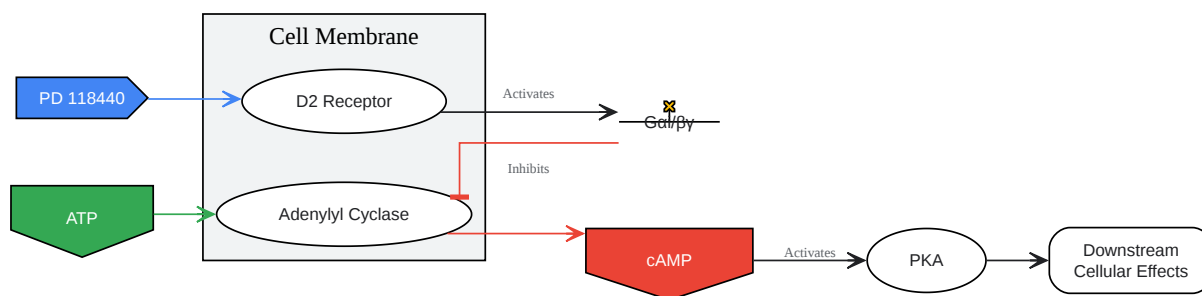 Cell Membrane
PD 118440
D2 Receptor
Activates
Gαi/βγ
Inhibits
ATP
Adenylyl Cyclase
cAMP
Activates
PKA
Downstream
Cellular Effects